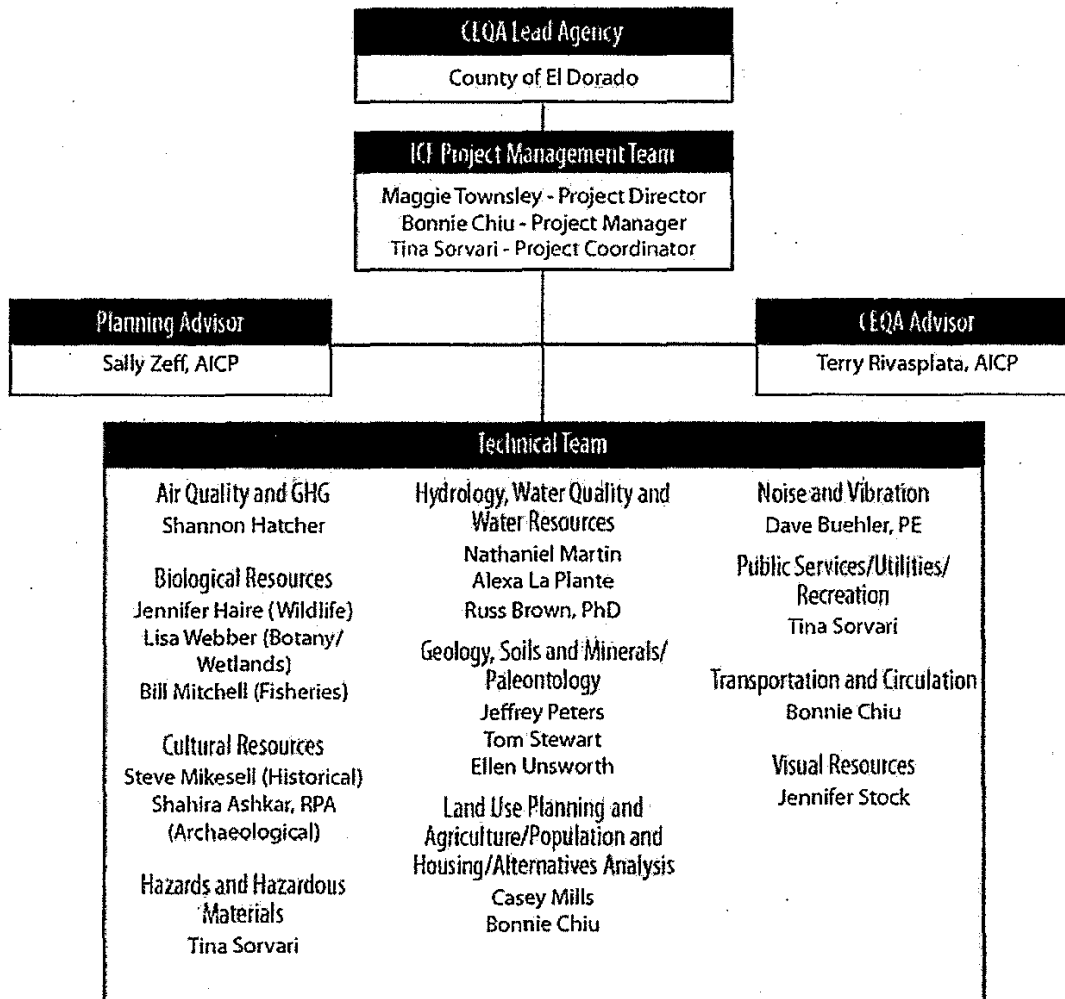 CEQA Lead Agency
County of El Dorado
ICF Project Management Team
Maggie Townsley - Project Director
Bonnie Chiu - Project Manager
Tina Sorvari - Project Coordinator
Planning Advisor
Sally Zeff, AICP
CEQA Advisor
Terry Rivasplata, AICP
Technical Team
Air Quality and GHG
Shannon Hatcher
Biological Resources
Jennifer Haire (Wildlife)
Lisa Webber (Botany/
Wetlands)
Bill Mitchell (Fisheries)
Cultural Resources
Steve Mikesell (Historical)
Shahira Ashkar, RPA
(Archaeological)
Hazards and Hazardous
Materials
Tina Sorvari
Hydrology, Water Quality and
Water Resources
Nathaniel Martin
Alexa La Plante
Russ Brown, PhD
Geology, Soils and Minerals/
Paleontology
Jeffrey Peters
Tom Stewart
Ellen Unsworth
Land Use Planning and
Agriculture/Population and
Housing/Alternatives Analysis
Casey Mills
Bonnie Chiu
Noise and Vibration
Dave Buehler, PE
Public Services/Utilities/
Recreation
Tina Sorvari
Transportation and Circulation
Bonnie Chiu
Visual Resources
Jennifer Stock